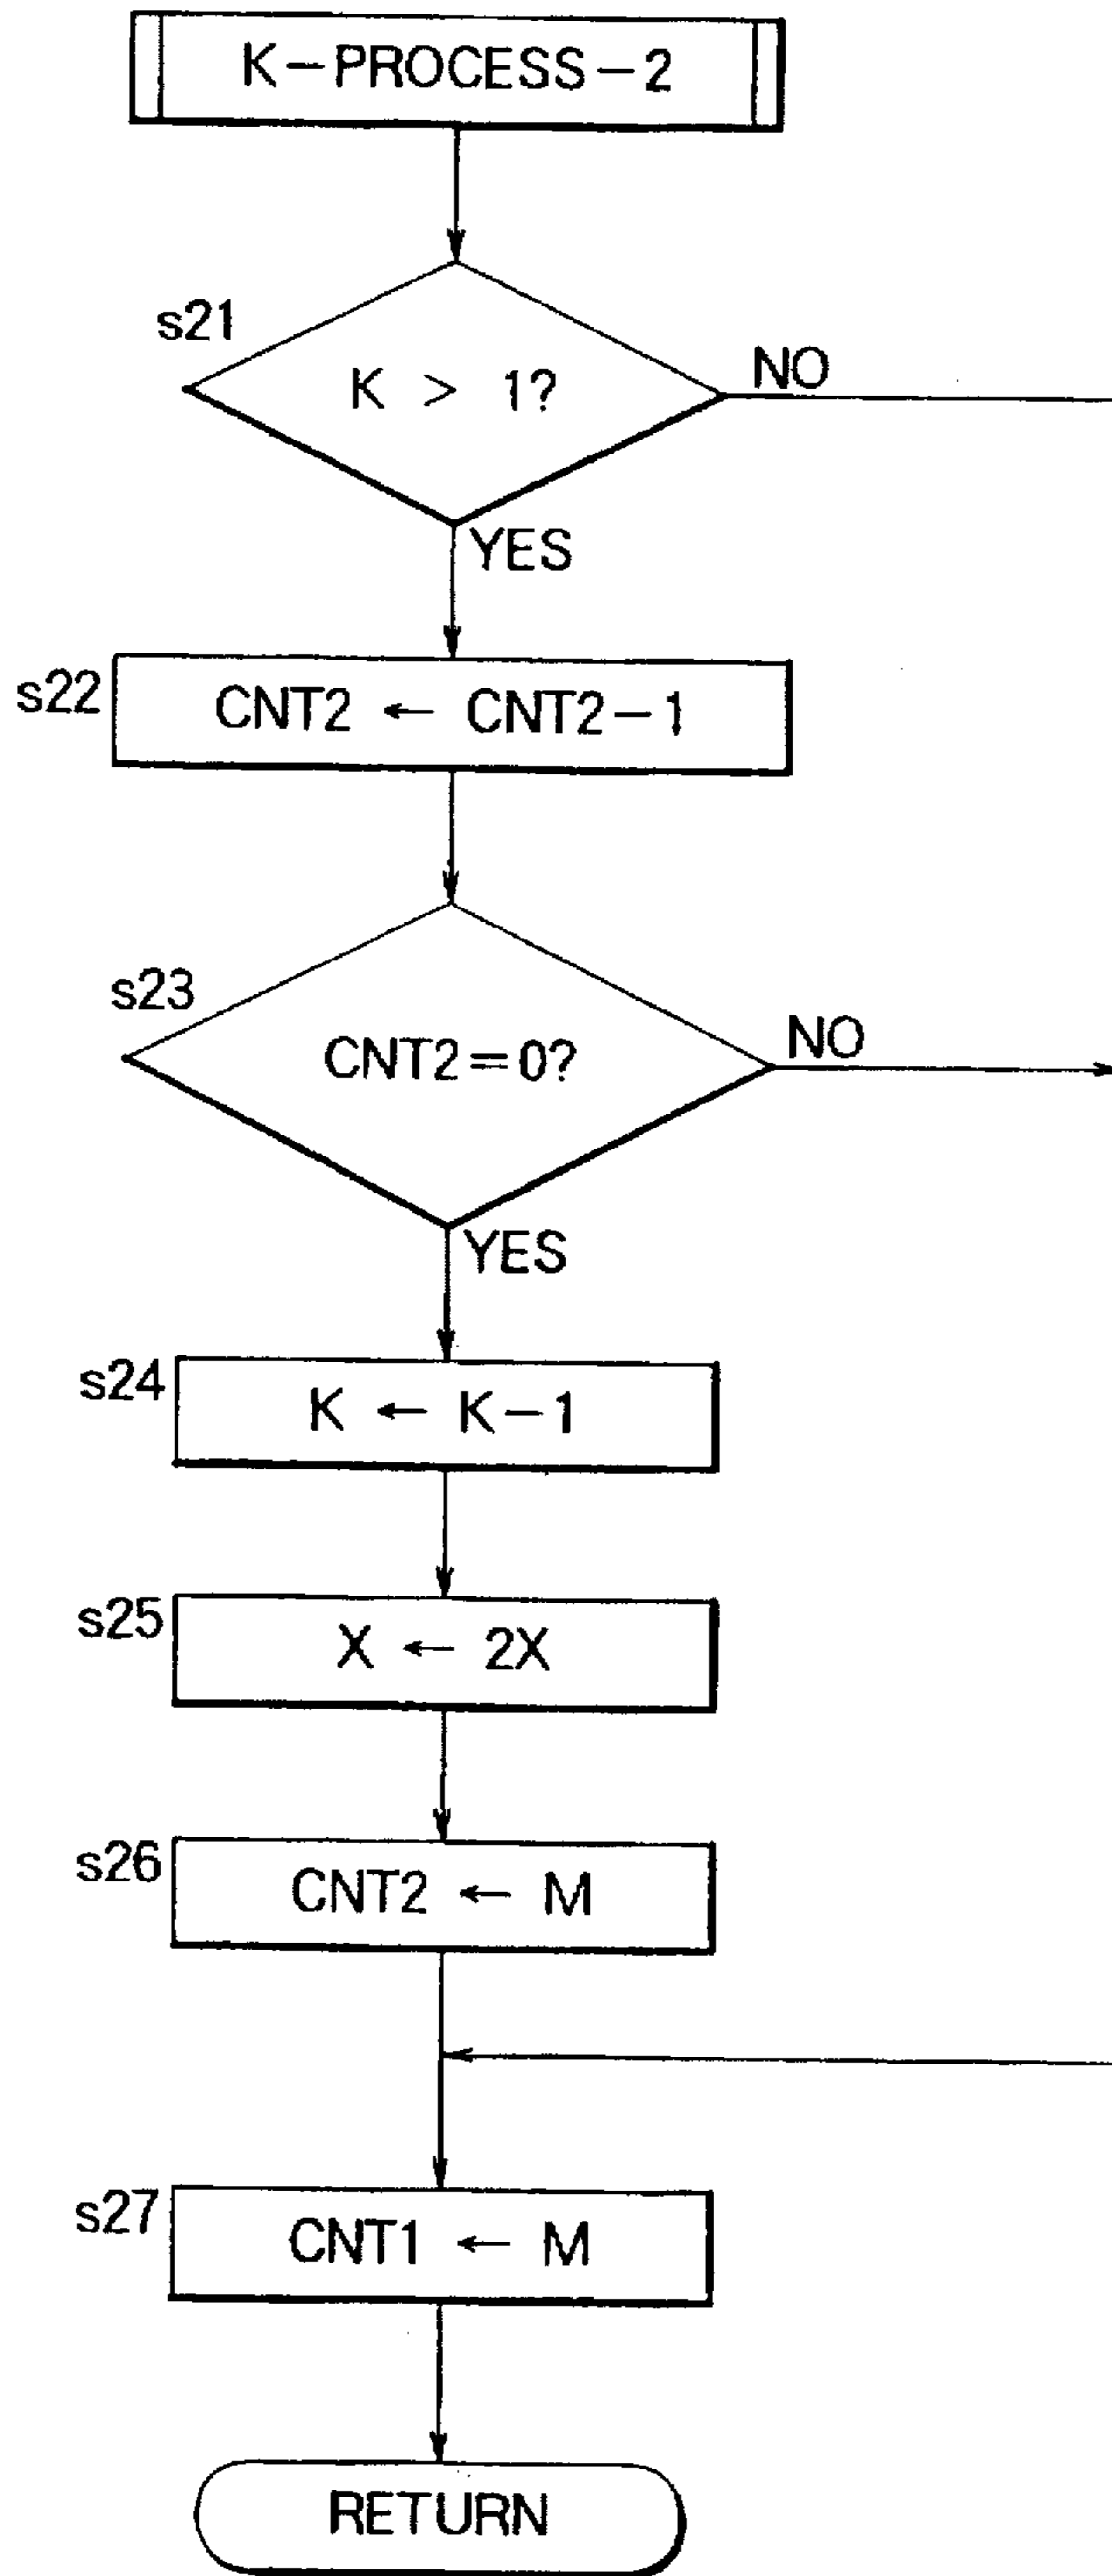 K-PROCESS-2
s21
K > 1?
NO
YES
s22
CNT2 ← CNT2-1
s23
CNT2=0?
NO
YES
s24
K ← K-1
s25
X ← 2X
s26
CNT2 ← M
s27
CNT1 ← M
RETURN